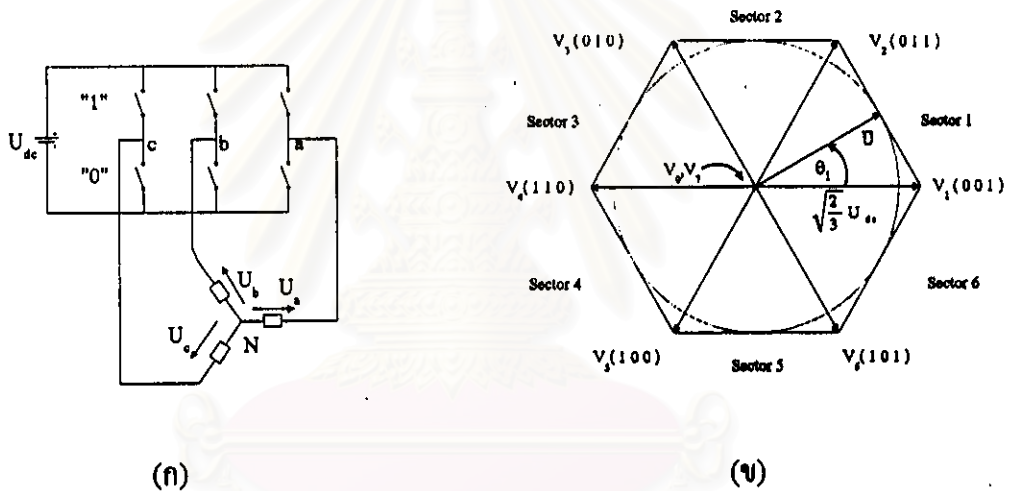 "1"
"0"
U_dc
c
b
a
U_b
U_a
U_c
N
(ก)
Sector 2
V_3(010)
V_2(011)
Sector 3
Sector 1
U
θ_1
V_0,V_7
V_4(110)
V_1(001)
√(2/3) U_dc
Sector 4
Sector 6
V_5(100)
V_6(101)
Sector 5
(ข)